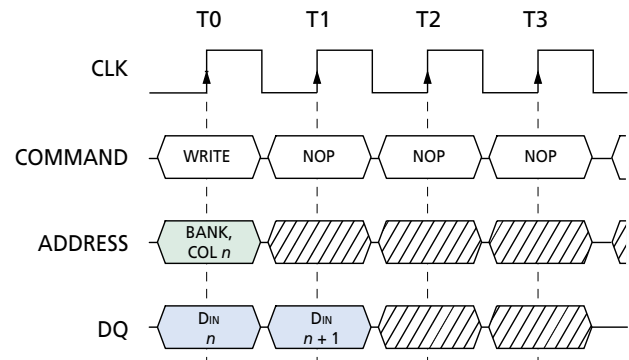 T0 T1 T2 T3
CLK
COMMAND WRITE NOP NOP NOP
ADDRESS BANK,
COL n
DQ DIN DIN
n n + 1